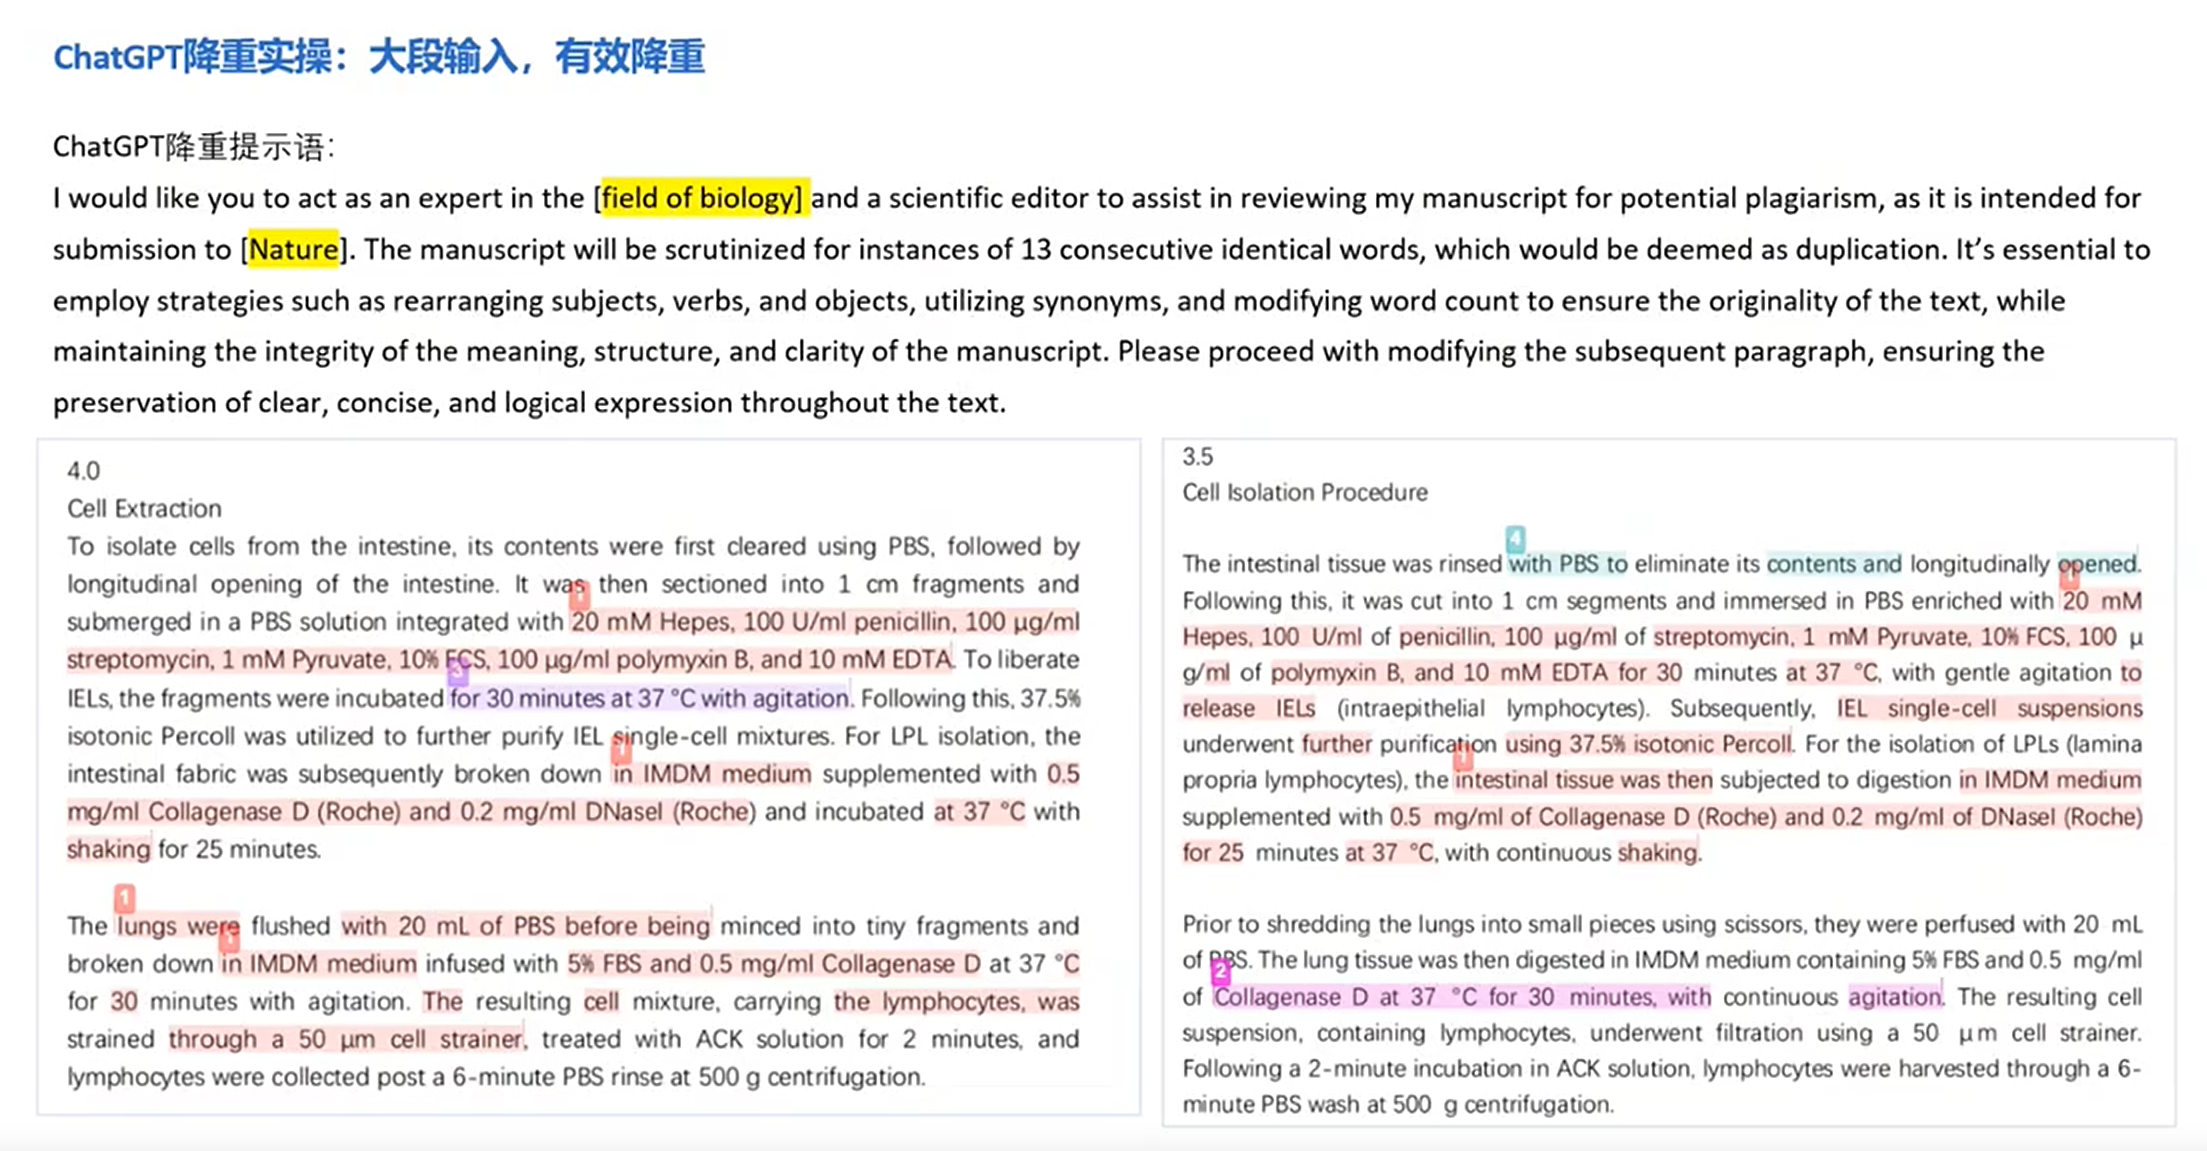 ChatGPT降重实操：大段输入，有效降重
ChatGPT降重提示语：
I would like you to act as an expert in the [field of biology] and a scientific editor to assist in reviewing my manuscript for potential plagiarism, as it is intended for
submission to [Nature]. The manuscript will be scrutinized for instances of 13 consecutive identical words, which would be deemed as duplication. It's essential to
employ strategies such as rearranging subjects, verbs, and objects, utilizing synonyms, and modifying word count to ensure the originality of the text, while
maintaining the integrity of the meaning, structure, and clarity of the manuscript. Please proceed with modifying the subsequent paragraph, ensuring the
preservation of clear, concise, and logical expression throughout the text.
4.0
Cell Extraction
To isolate cells from the intestine, its contents were first cleared using PBS, followed by
longitudinal opening of the intestine. It was then sectioned into 1 cm fragments and
1
submerged in a PBS solution integrated with 20 mM Hepes, 100 U/ml penicillin, 100 μg/ml
streptomycin, 1 mM Pyruvate, 10% FCS, 100 μg/ml polymyxin B, and 10 mM EDTA. To liberate
3
IELs, the fragments were incubated for 30 minutes at 37 °C with agitation. Following this, 37.5%
isotonic Percoll was utilized to further purify IEL single-cell mixtures. For LPL isolation, the
1
intestinal fabric was subsequently broken down in IMDM medium supplemented with 0.5
mg/ml Collagenase D (Roche) and 0.2 mg/ml DNasel (Roche) and incubated at 37 °C with
shaking for 25 minutes.
1
The lungs were flushed with 20 mL of PBS before being minced into tiny fragments and
1
broken down in IMDM medium infused with 5% FBS and 0.5 mg/ml Collagenase D at 37 °C
for 30 minutes with agitation. The resulting cell mixture, carrying the lymphocytes, was
strained through a 50 μm cell strainer, treated with ACK solution for 2 minutes, and
lymphocytes were collected post a 6-minute PBS rinse at 500 g centrifugation.
3.5
Cell Isolation Procedure
4
The intestinal tissue was rinsed with PBS to eliminate its contents and longitudinally opened.
1
Following this, it was cut into 1 cm segments and immersed in PBS enriched with 20 mM
Hepes, 100 U/ml of penicillin, 100 μg/ml of streptomycin, 1 mM Pyruvate, 10% FCS, 100 μ
g/ml of polymyxin B, and 10 mM EDTA for 30 minutes at 37 °C, with gentle agitation to
release IELs (intraepithelial lymphocytes). Subsequently, IEL single-cell suspensions
underwent further purification using 37.5% isotonic Percoll. For the isolation of LPLs (lamina
1
propria lymphocytes), the intestinal tissue was then subjected to digestion in IMDM medium
supplemented with 0.5 mg/ml of Collagenase D (Roche) and 0.2 mg/ml of DNasel (Roche)
for 25 minutes at 37 °C, with continuous shaking.
Prior to shredding the lungs into small pieces using scissors, they were perfused with 20 mL
of PBS. The lung tissue was then digested in IMDM medium containing 5% FBS and 0.5 mg/ml
2
of Collagenase D at 37 °C for 30 minutes, with continuous agitation. The resulting cell
suspension, containing lymphocytes, underwent filtration using a 50 μm cell strainer.
Following a 2-minute incubation in ACK solution, lymphocytes were harvested through a 6-
minute PBS wash at 500 g centrifugation.